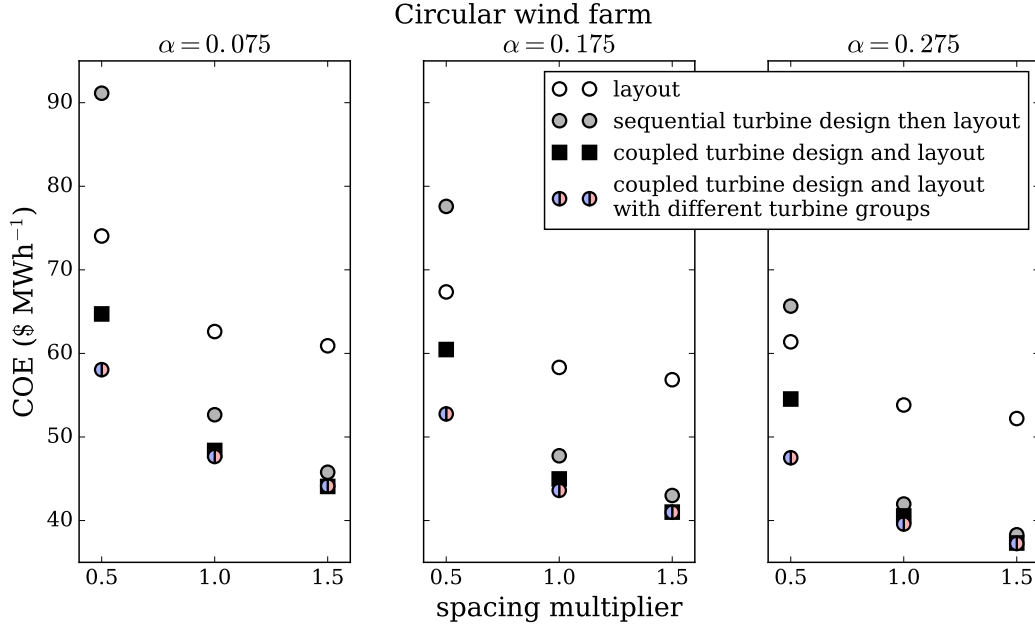 Circular wind farm
α = 0.075
α = 0.175
α = 0.275
layout
sequential turbine design then layout
coupled turbine design and layout
coupled turbine design and layout
with different turbine groups
COE ($ MWh⁻¹)
90
80
70
60
50
40
0.5 1.0 1.5
0.5 1.0 1.5
0.5 1.0 1.5
spacing multiplier